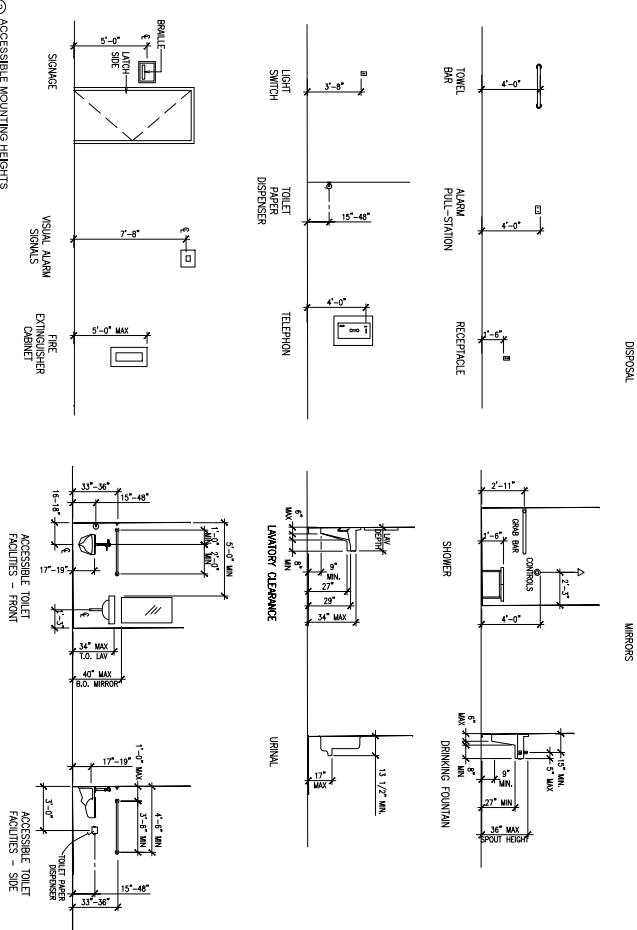 DISPOSAL
MIRRORS
4'-0"
TOWEL
BAR
4'-0"
ALARM
PULL-STATION
1'-6"
RECEPTACLE
2'-11"
GRAB BAR
1'-6"
CONTROLS
2'-3"
4'-0"
SHOWER
6"
MAX
8"
MIN
15" MIN.
5" MAX
9"
MIN.
27" MIN
36" MAX
SPOUT HEIGHT
DRINKING FOUNTAIN
3'-8"
LIGHT
SWITCH
15"-48"
TOILET
PAPER
DISPENSER
4'-0"
TELEPHON
6"
MAX
8"
MIN
LAV
DEPTH
9"
MIN.
27"
29"
34" MAX
LAVATORY CLEARANCE
17"
MAX
13 1/2" MIN.
URINAL
BRAILLE
℄
5'-0"
LATCH
SIDE
SIGNAGE
℄
7'-8"
VISUAL ALARM
SIGNALS
5'-0" MAX
FIRE
EXTINGUISHER
CABINET
33"-36"
15"-48"
16-18"
1'-0"
MIN.
2'-0"
MIN.
5'-0" MIN
℄
17"-19"
1'-3"
34" MAX
T.O. LAV
40" MAX
B.O. MIRROR
ACCESSIBLE TOILET
FACILITIES - FRONT
17"-19"
1'-0" MAX
3'-6" MIN
4'-6" MIN
3'-0"
TOILET PAPER
DISPENSER
15"-48"
33"-36"
ACCESSIBLE TOILET
FACILITIES - SIDE
ACCESSIBLE MOUNTING HEIGHTS